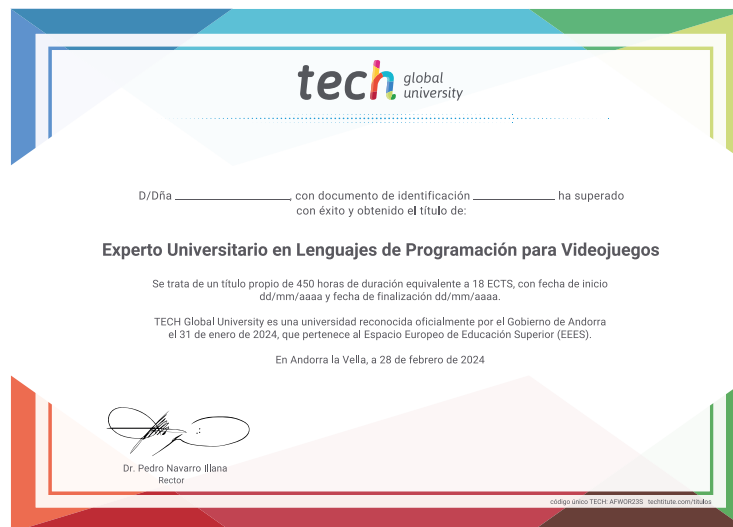 tech global university
D/Dña ________________, con documento de identificación ____________ ha superado
con éxito y obtenido el título de:
Experto Universitario en Lenguajes de Programación para Videojuegos
Se trata de un título propio de 450 horas de duración equivalente a 18 ECTS, con fecha de inicio
dd/mm/aaaa y fecha de finalización dd/mm/aaaa.
TECH Global University es una universidad reconocida oficialmente por el Gobierno de Andorra
el 31 de enero de 2024, que pertenece al Espacio Europeo de Educación Superior (EEES).
En Andorra la Vella, a 28 de febrero de 2024
Dr. Pedro Navarro Illana
Rector
código único TECH: AFWOR23S techtitute.com/titulos